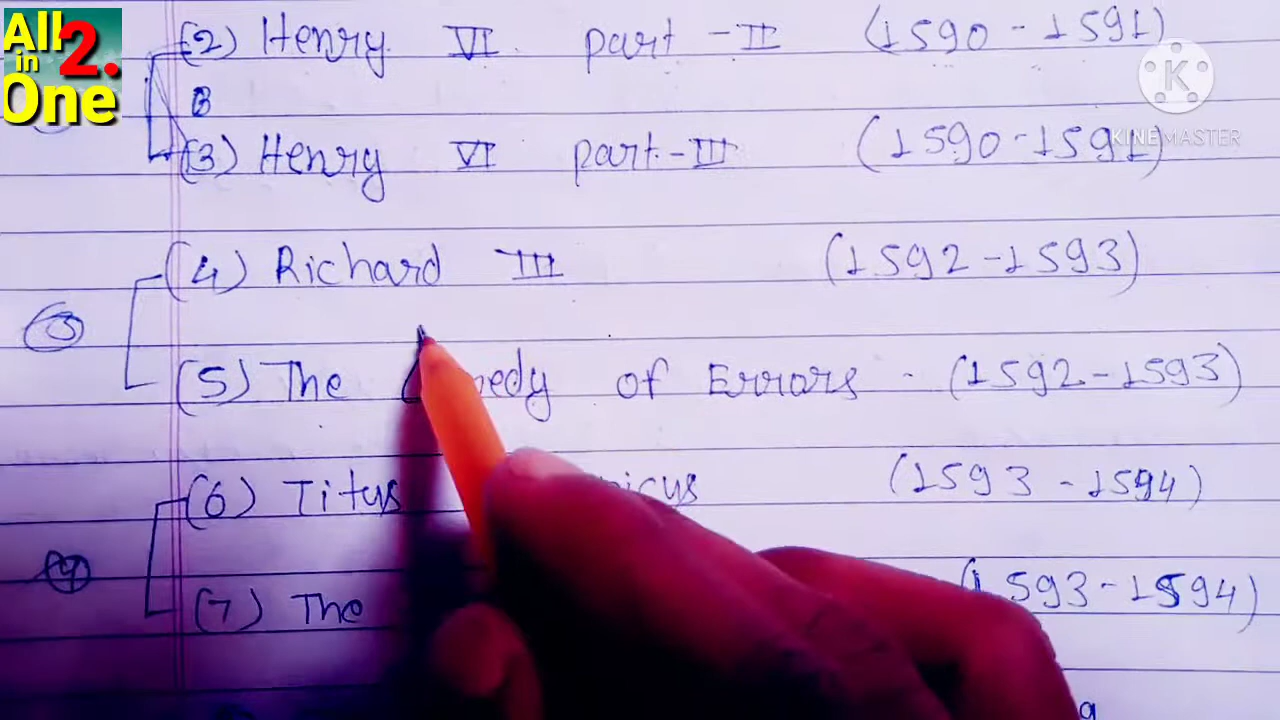 All 2.
in
One
(2) Henry VI part - II (1590 - 1591)
B
KINEMASTER
(3) Henry VI part - III (1590 - 1591)
(4) Richard III (1592 - 1593)
3
(5) The of Errors - (1592 - 1593)
(6) Titus (1593 - 1594)
4
(7) The (1593 - 1594)